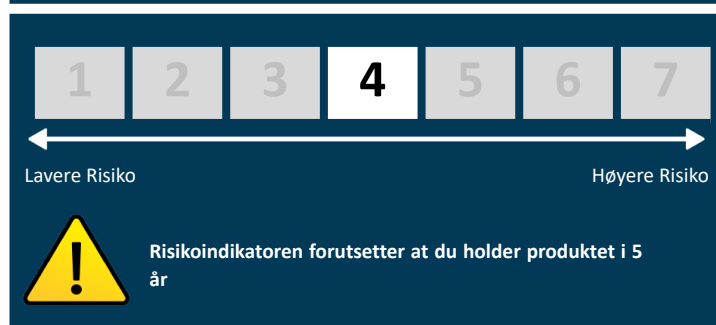 1 2 3 4 5 6 7
Lavere Risiko Høyere Risiko
Risikoindikatoren forutsetter at du holder produktet i 5
år